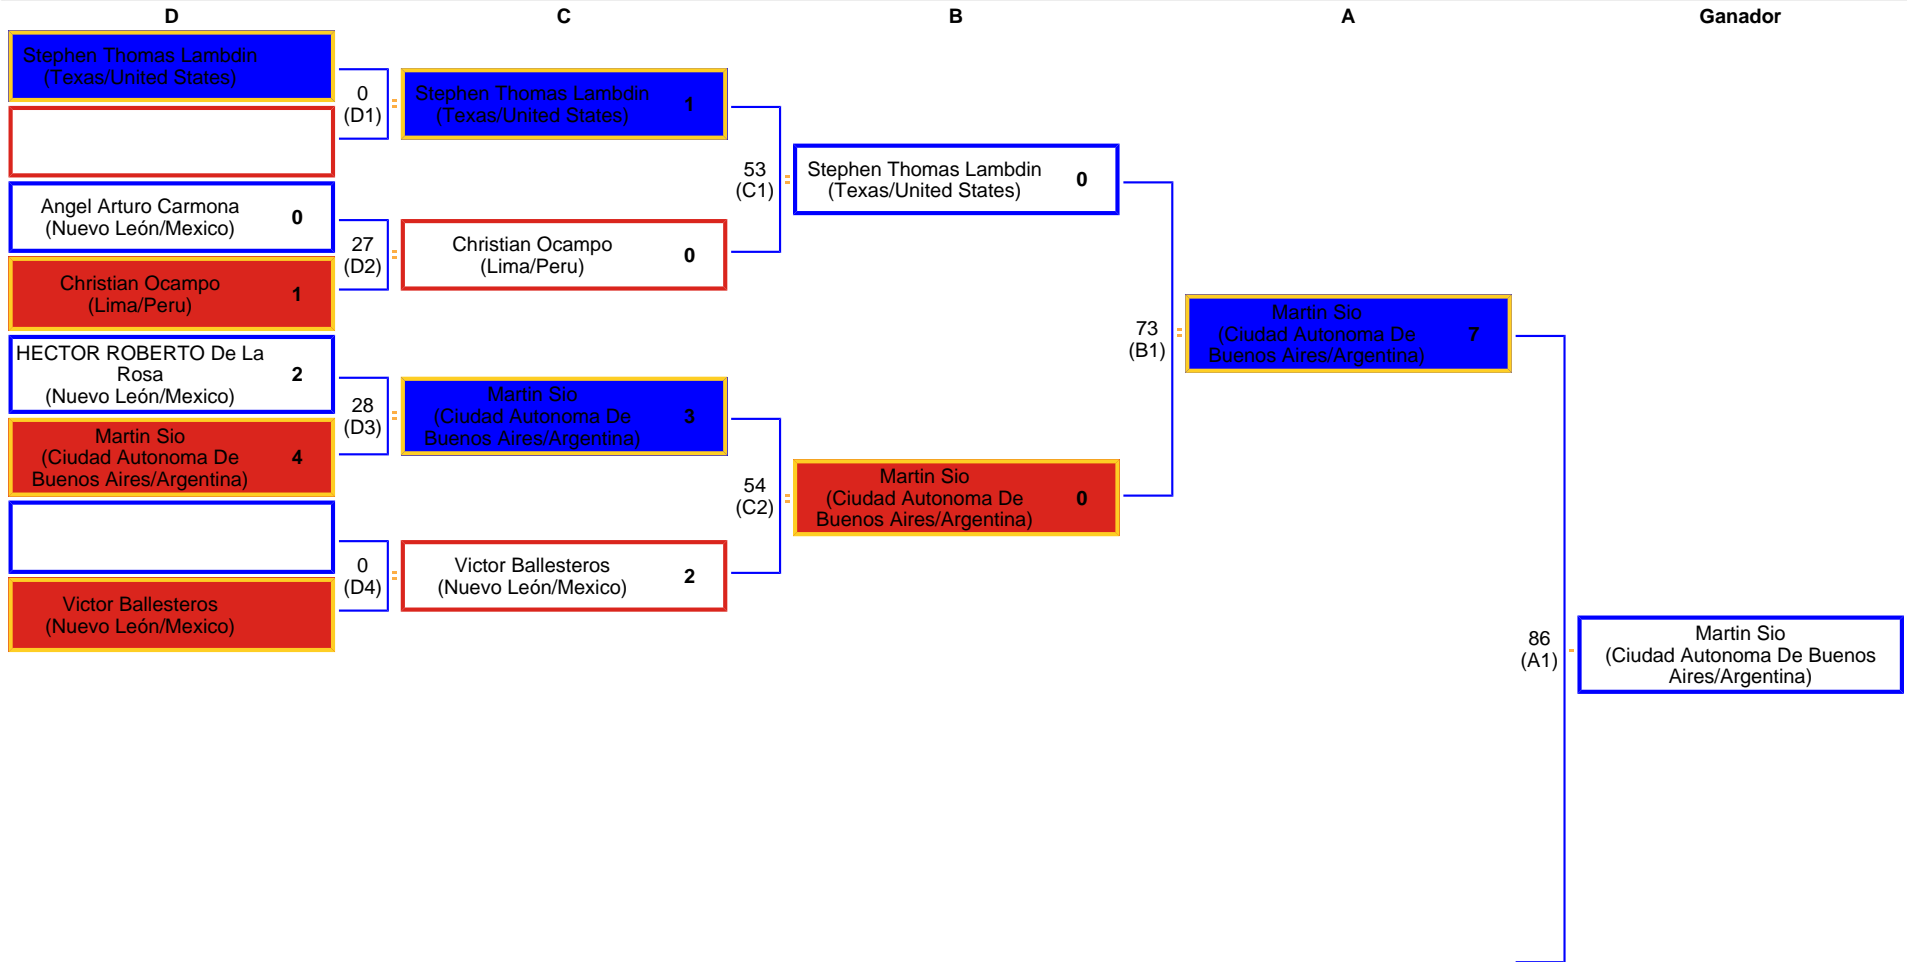 D
C
B
A
Ganador
Stephen Thomas Lambdin
(Texas/United States)
0
(D1)
Angel Arturo Carmona
(Nuevo León/Mexico)
0
27
(D2)
Christian Ocampo
(Lima/Peru)
1
HECTOR ROBERTO De La
Rosa
(Nuevo León/Mexico)
2
28
(D3)
Martin Sio
(Ciudad Autonoma De
Buenos Aires/Argentina)
4
0
(D4)
Victor Ballesteros
(Nuevo León/Mexico)
Stephen Thomas Lambdin
(Texas/United States)
1
53
(C1)
Christian Ocampo
(Lima/Peru)
0
Martin Sio
(Ciudad Autonoma De
Buenos Aires/Argentina)
3
54
(C2)
Victor Ballesteros
(Nuevo León/Mexico)
2
Stephen Thomas Lambdin
(Texas/United States)
0
73
(B1)
Martin Sio
(Ciudad Autonoma De
Buenos Aires/Argentina)
0
Martin Sio
(Ciudad Autonoma De
Buenos Aires/Argentina)
7
86
(A1)
Martin Sio
(Ciudad Autonoma De Buenos
Aires/Argentina)